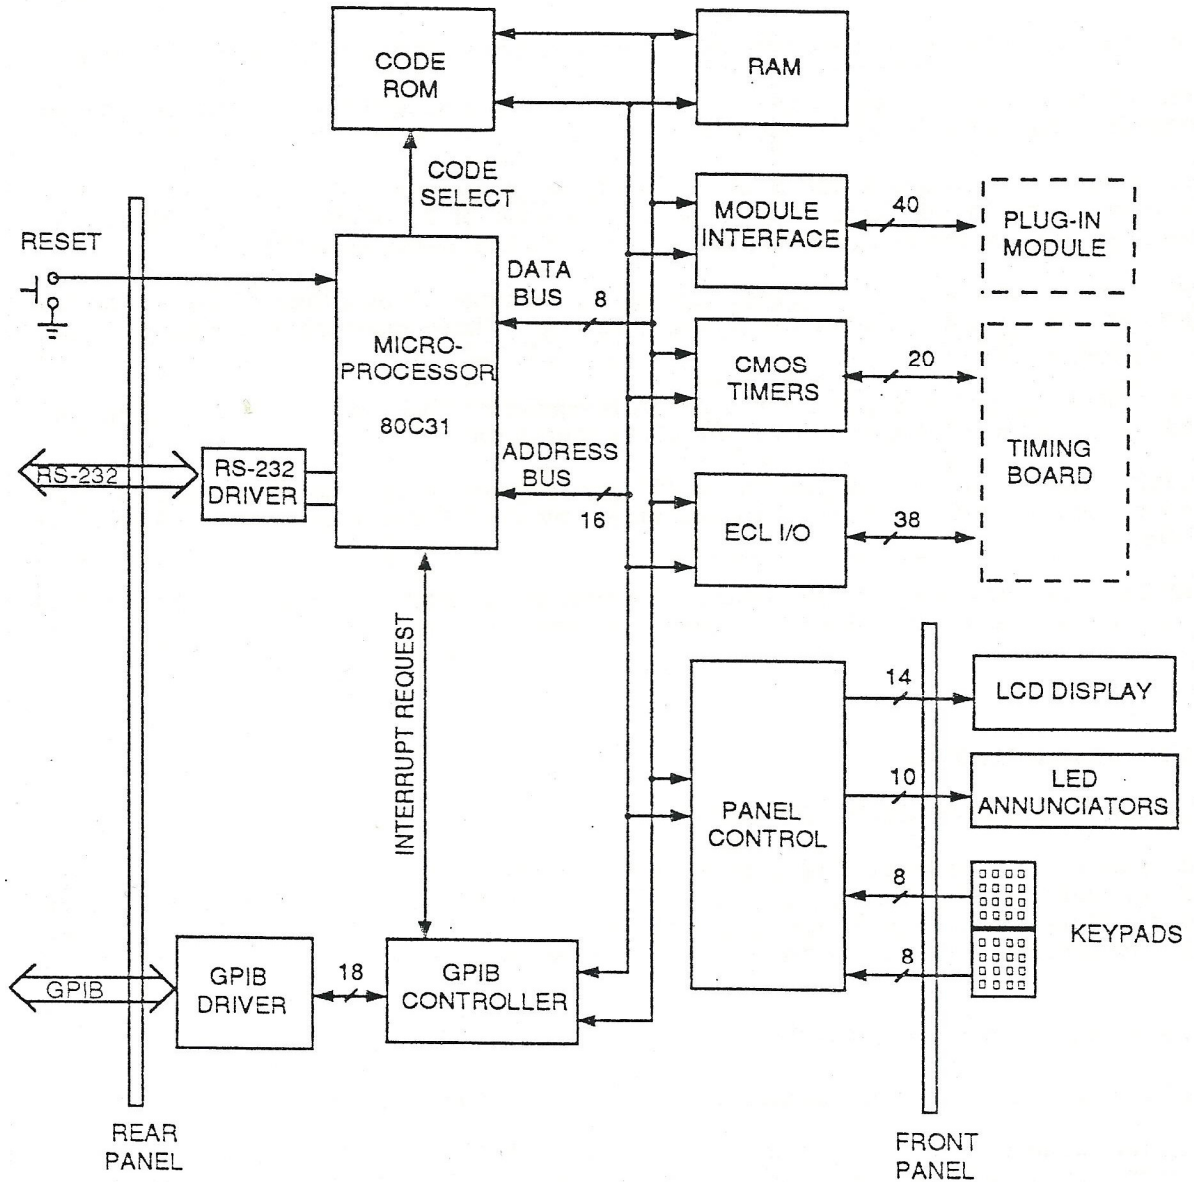 CODE
ROM
RAM
CODE
SELECT
MODULE
INTERFACE
40
PLUG-IN
MODULE
RESET
DATA
BUS
8
MICRO-
PROCESSOR
80C31
CMOS
TIMERS
20
TIMING
BOARD
RS-232
RS-232
DRIVER
ADDRESS
BUS
16
ECL I/O
38
INTERRUPT REQUEST
PANEL
CONTROL
14
LCD DISPLAY
10
LED
ANNUNCIATORS
8
8
KEYPADS
GPIB
GPIB
DRIVER
18
GPIB
CONTROLLER
REAR
PANEL
FRONT
PANEL